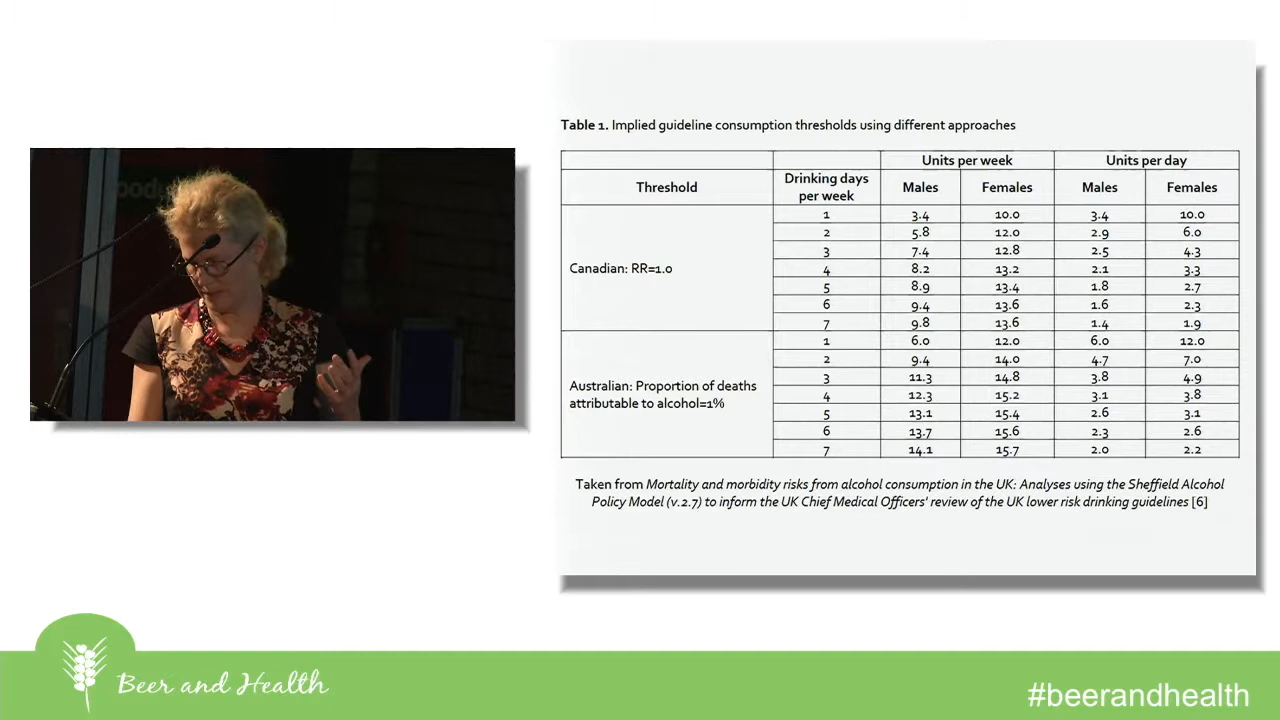 Table 1. Implied guideline consumption thresholds using different approaches
Units per week Units per day
Threshold Drinking days per week Males Females Males Females
Canadian: RR=1.0
1 3.4 10.0 3.4 10.0
2 5.8 12.0 2.9 6.0
3 7.4 12.8 2.5 4.3
4 8.2 13.2 2.1 3.3
5 8.9 13.4 1.8 2.7
6 9.4 13.6 1.6 2.3
7 9.8 13.6 1.4 1.9
Australian: Proportion of deaths
attributable to alcohol=1%
1 6.0 12.0 6.0 12.0
2 9.4 14.0 4.7 7.0
3 11.3 14.8 3.8 4.9
4 12.3 15.2 3.1 3.8
5 13.1 15.4 2.6 3.1
6 13.7 15.6 2.3 2.6
7 14.1 15.7 2.0 2.2
Taken from Mortality and morbidity risks from alcohol consumption in the UK: Analyses using the Sheffield Alcohol
Policy Model (v.2.7) to inform the UK Chief Medical Officers' review of the UK lower risk drinking guidelines [6]
Beer and Health
#beerandhealth